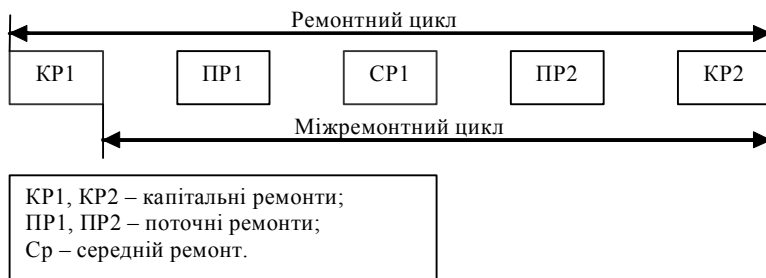 Ремонтний цикл
КР1 ПР1 СР1 ПР2 КР2
Міжремонтний цикл
КР1, КР2 – капітальні ремонти;
ПР1, ПР2 – поточні ремонти;
Ср – середній ремонт.